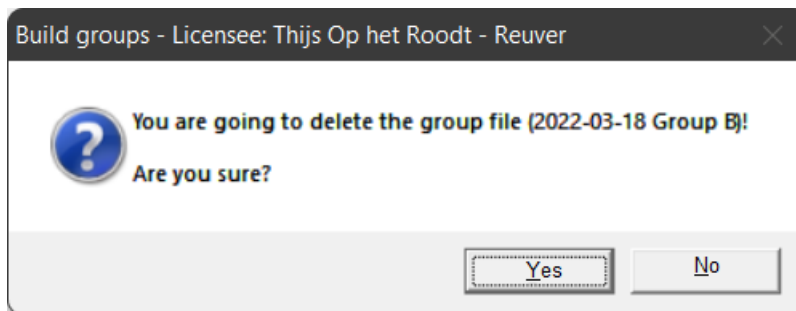 Build groups - Licensee: Thijs Op het Roodt - Reuver
You are going to delete the group file (2022-03-18 Group B)!
Are you sure?
Yes
No